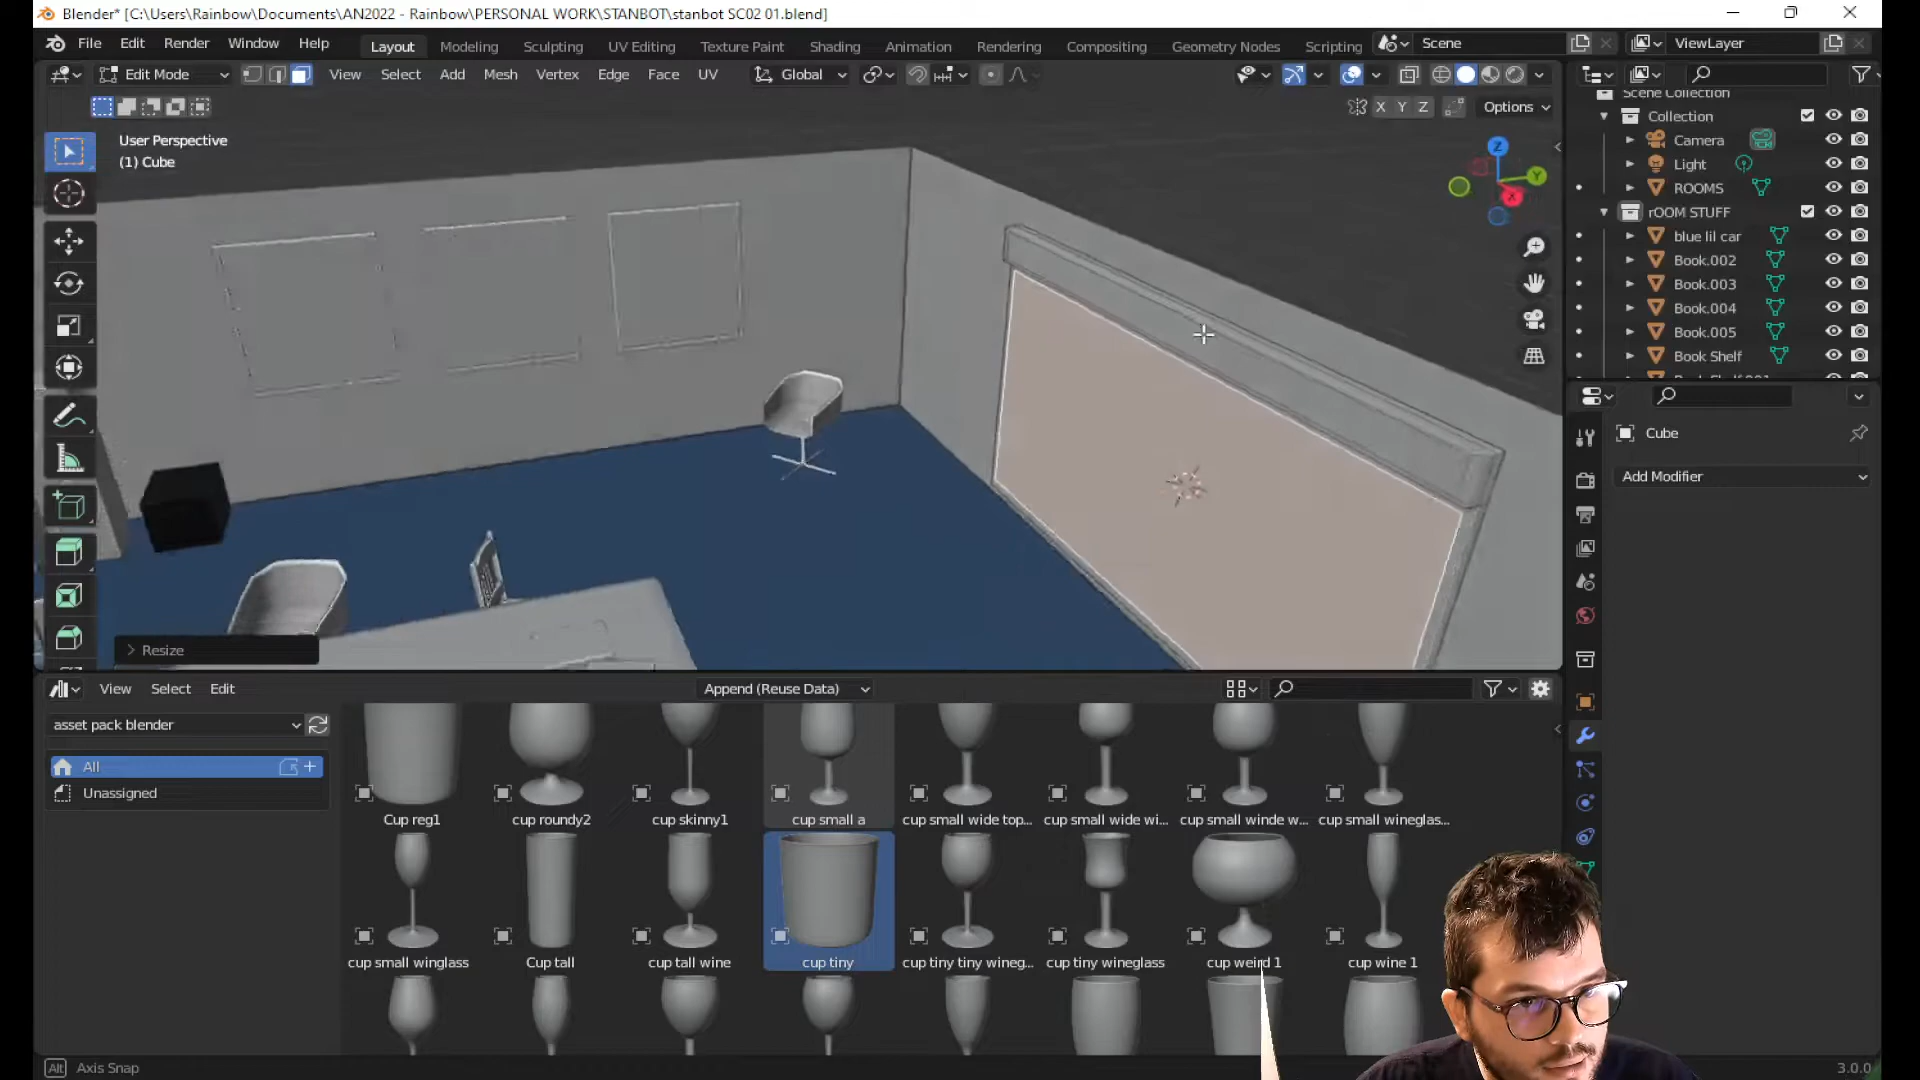 Blender* [C:\Users\Rainbow\Documents\AN2022 - Rainbow\PERSONAL WORK\STANBOT\stanbot SC02 01.blend]
File Edit Render Window Help Layout Modeling Sculpting UV Editing Texture Paint Shading Animation Rendering Compositing Geometry Nodes Scripting Scene ViewLayer
Edit Mode View Select Add Mesh Vertex Edge Face UV Global
X Y Z Options
User Perspective
(1) Cube
Z
Y
X
Scene Collection
Collection
Camera
Light
ROOMS
rOOM STUFF
blue lil car
Book.002
Book.003
Book.004
Book.005
Book Shelf
Cube
Add Modifier
Resize
View Select Edit Append (Reuse Data)
asset pack blender
All
Unassigned
Cup reg1 cup roundy2 cup skinny1 cup small a cup small wide top... cup small wide wi... cup small winde w... cup small wineglas...
cup small winglass Cup tall cup tall wine cup tiny cup tiny tiny wineg... cup tiny wineglass cup weird 1 cup wine 1
Alt Axis Snap
3.0.0